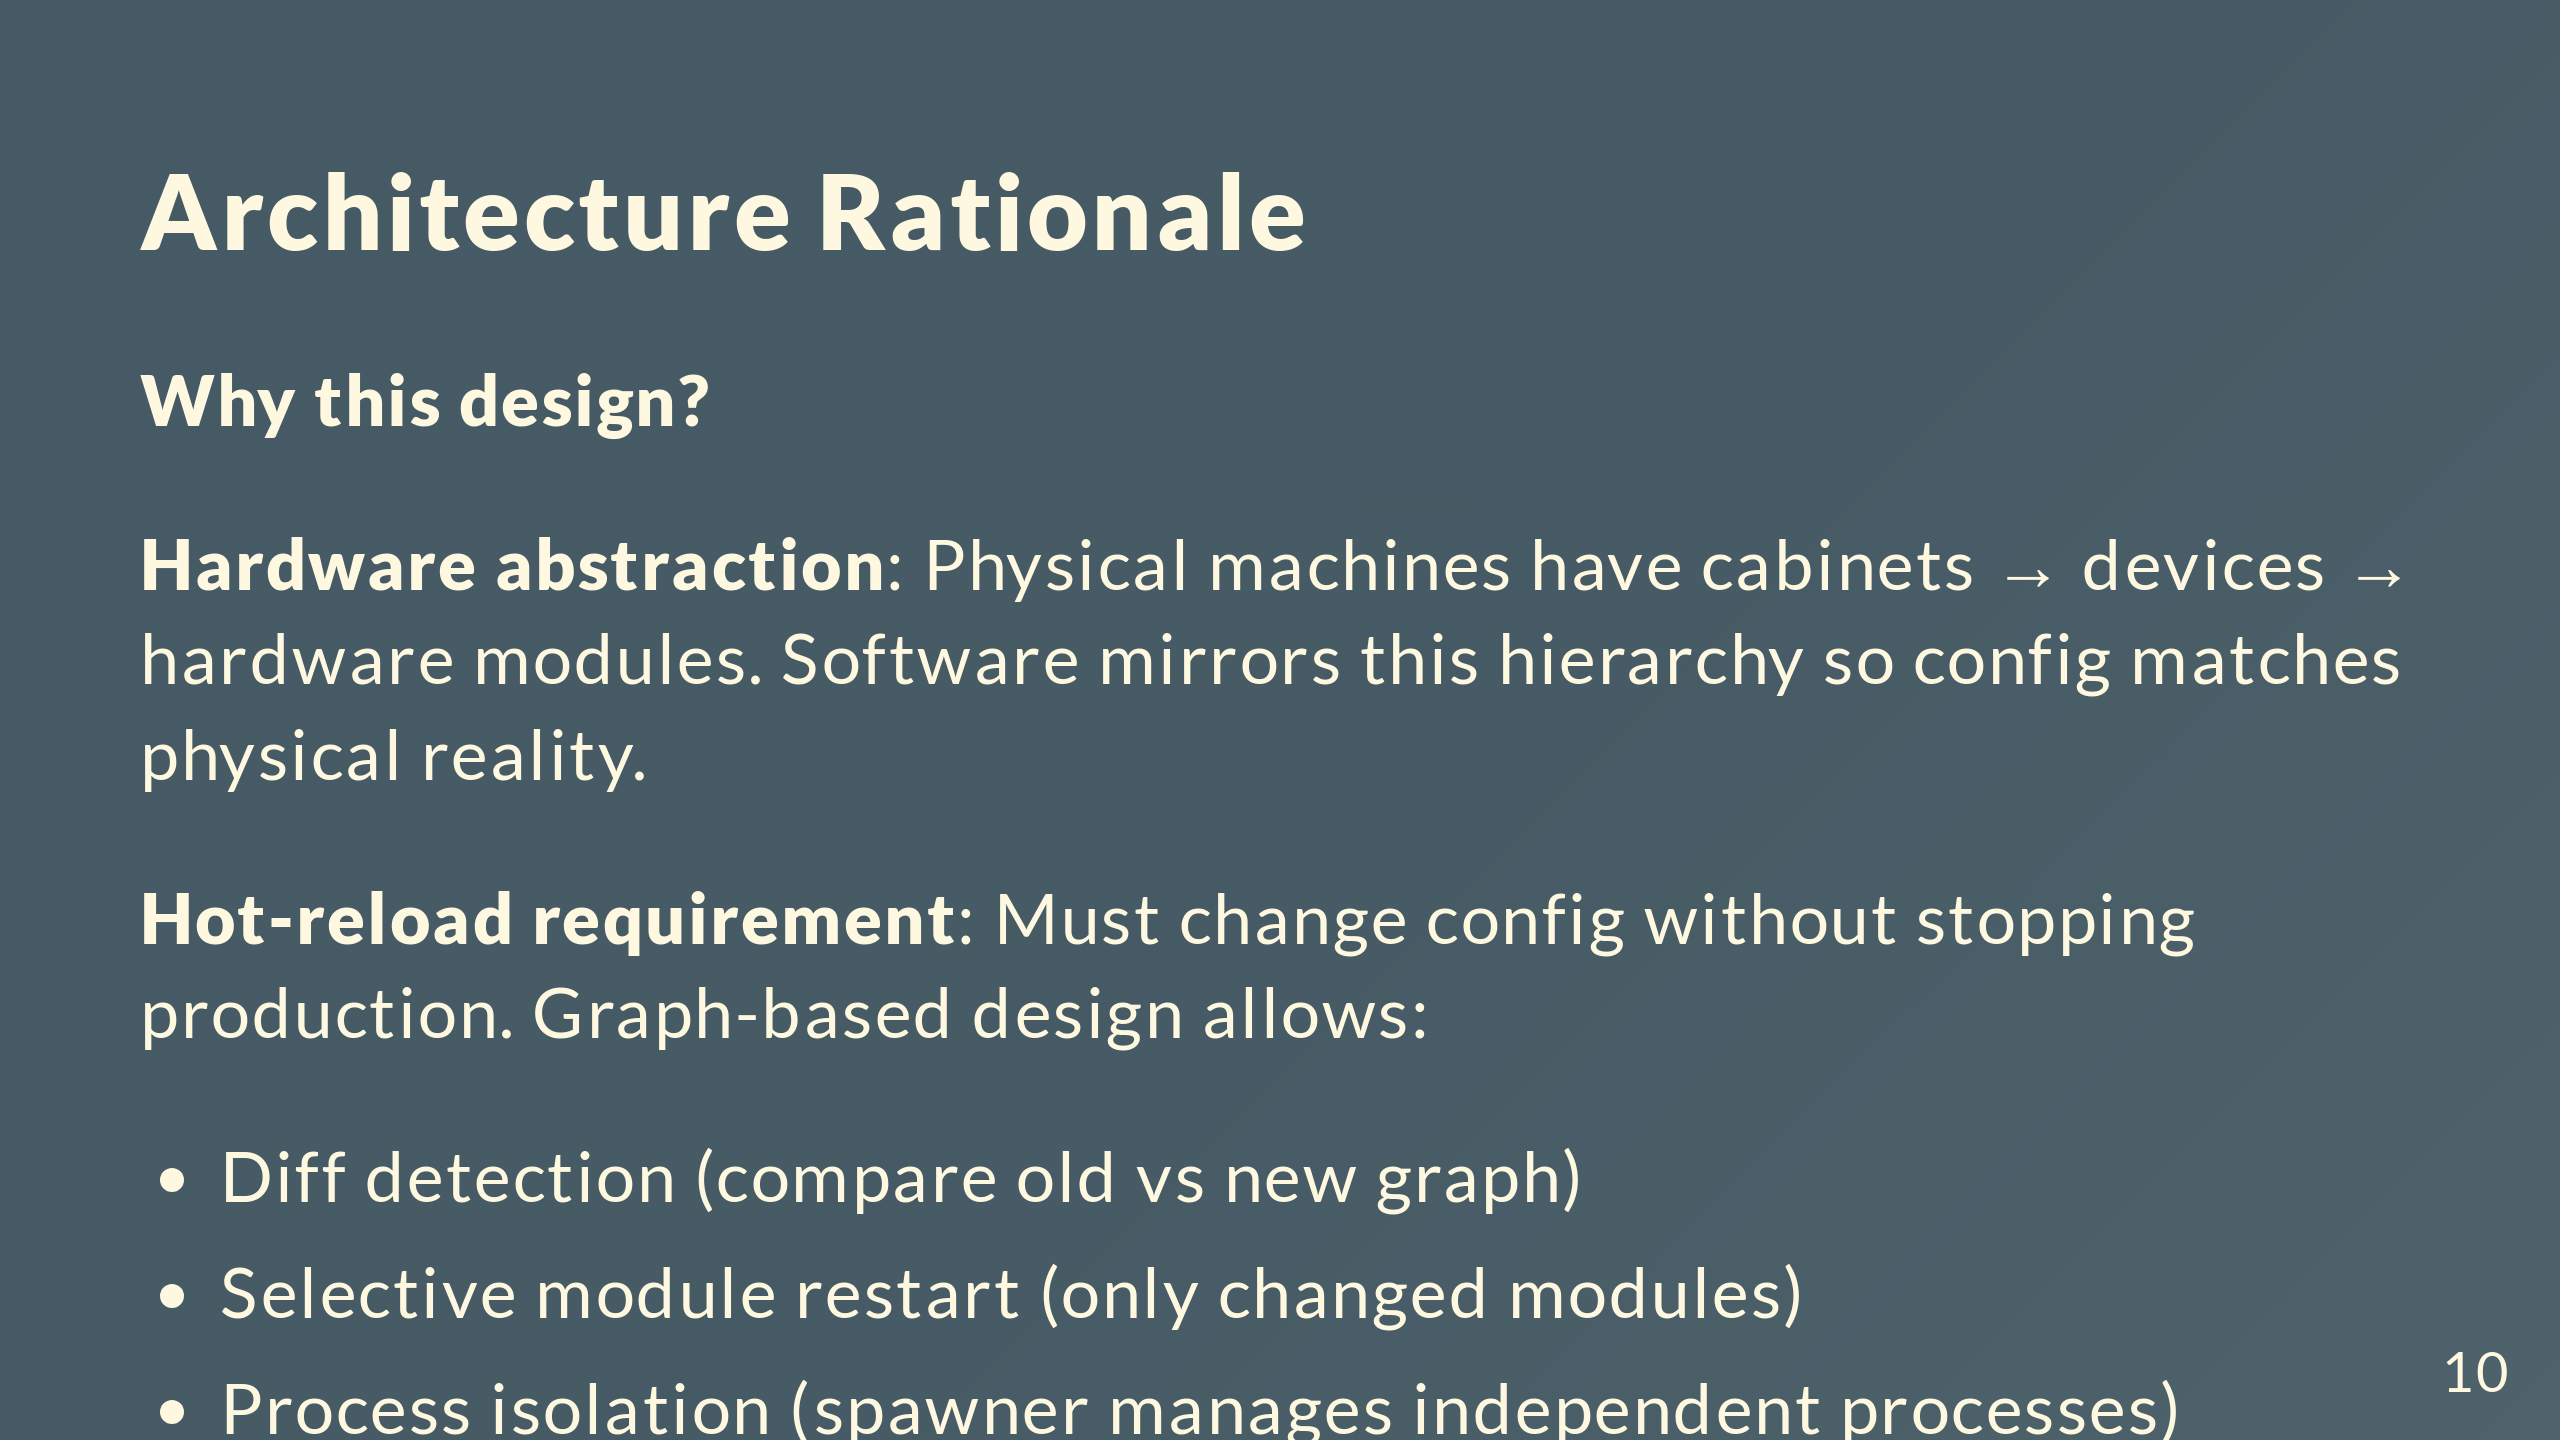 Architecture Rationale
Why this design?
Hardware abstraction: Physical machines have cabinets → devices →
hardware modules. Software mirrors this hierarchy so config matches
physical reality.
Hot-reload requirement: Must change config without stopping
production. Graph-based design allows:
• Diff detection (compare old vs new graph)
• Selective module restart (only changed modules)
• Process isolation (spawner manages independent processes)
10